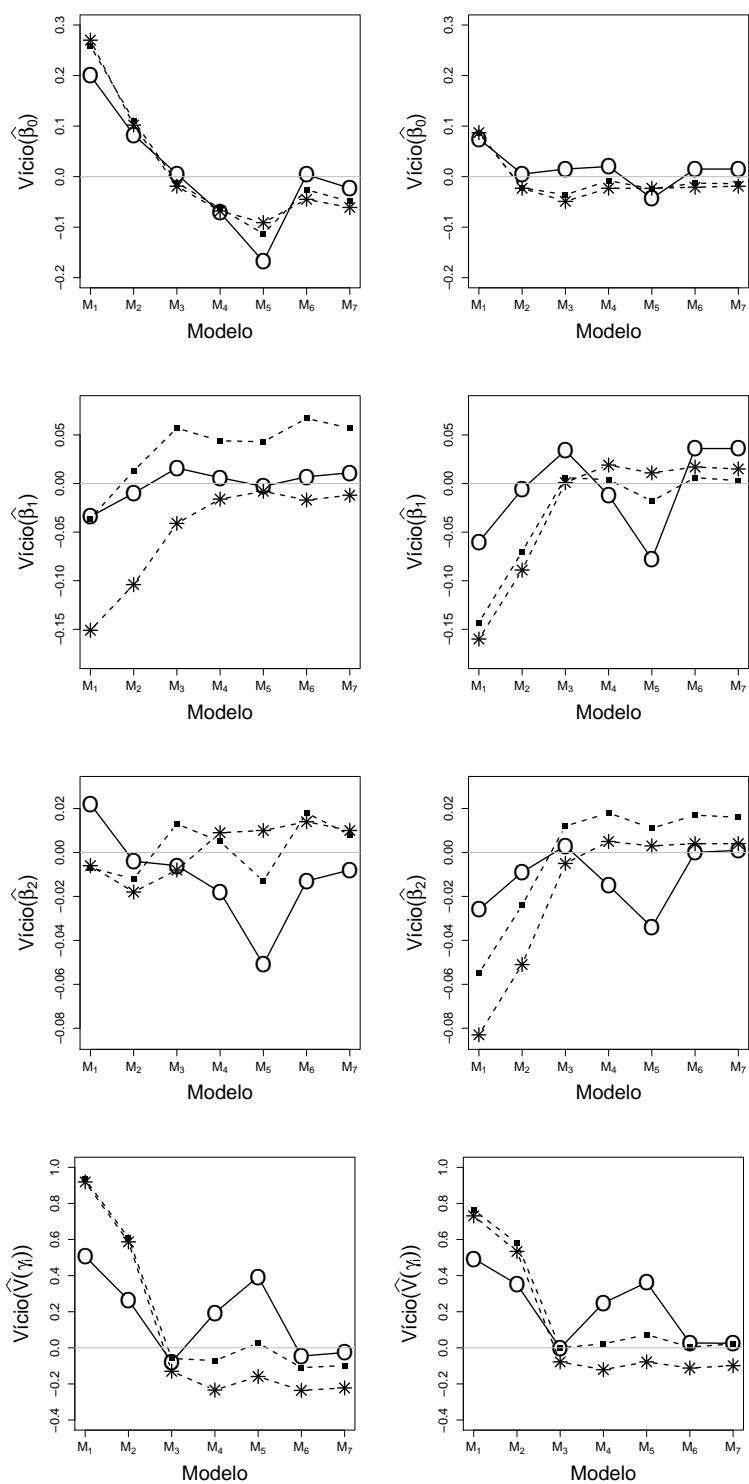 Vício(β̂₀)
0.3
0.2
0.1
0.0
−0.1
−0.2
M₁ M₂ M₃ M₄ M₅ M₆ M₇
Modelo
Vício(β̂₀)
0.3
0.2
0.1
0.0
−0.1
−0.2
M₁ M₂ M₃ M₄ M₅ M₆ M₇
Modelo
Vício(β̂₁)
0.05
0.00
−0.05
−0.10
−0.15
M₁ M₂ M₃ M₄ M₅ M₆ M₇
Modelo
Vício(β̂₁)
0.05
0.00
−0.05
−0.10
−0.15
M₁ M₂ M₃ M₄ M₅ M₆ M₇
Modelo
Vício(β̂₂)
0.02
0.00
−0.02
−0.04
−0.06
−0.08
M₁ M₂ M₃ M₄ M₅ M₆ M₇
Modelo
Vício(β̂₂)
0.02
0.00
−0.02
−0.04
−0.06
−0.08
M₁ M₂ M₃ M₄ M₅ M₆ M₇
Modelo
Vício(V̂(γᵢ))
1.0
0.8
0.6
0.4
0.2
0.0
−0.2
−0.4
M₁ M₂ M₃ M₄ M₅ M₆ M₇
Modelo
Vício(V̂(γᵢ))
1.0
0.8
0.6
0.4
0.2
0.0
−0.2
−0.4
M₁ M₂ M₃ M₄ M₅ M₆ M₇
Modelo